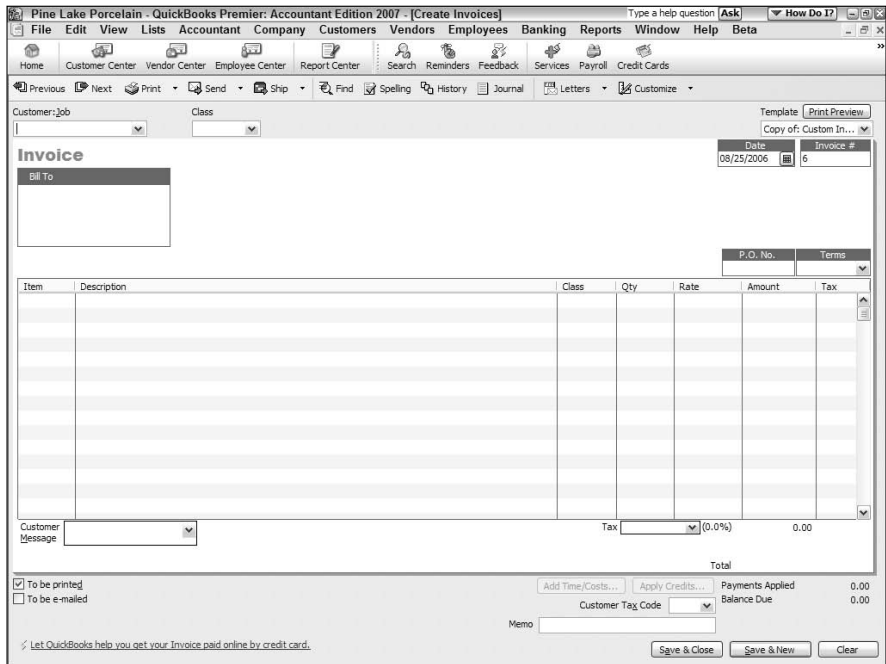 Pine Lake Porcelain - QuickBooks Premier: Accountant Edition 2007 - [Create Invoices] Type a help question Ask How Do I?
File Edit View Lists Accountant Company Customers Vendors Employees Banking Reports Window Help Beta
Home Customer Center Vendor Center Employee Center Report Center Search Reminders Feedback Services Payroll Credit Cards
Previous Next Print Send Ship Find Spelling History Journal Letters Customize
Customer:Job Class Template Print Preview
Copy of: Custom In...
Invoice
Date Invoice #
08/25/2006 6
Bill To
P.O. No. Terms
Item Description Class Qty Rate Amount Tax
Customer Message
Tax (0.0%) 0.00
Total
To be printed
To be e-mailed
Add Time/Costs... Apply Credits... Payments Applied 0.00
Customer Tax Code Balance Due 0.00
Memo
Let QuickBooks help you get your Invoice paid online by credit card.
Save & Close Save & New Clear